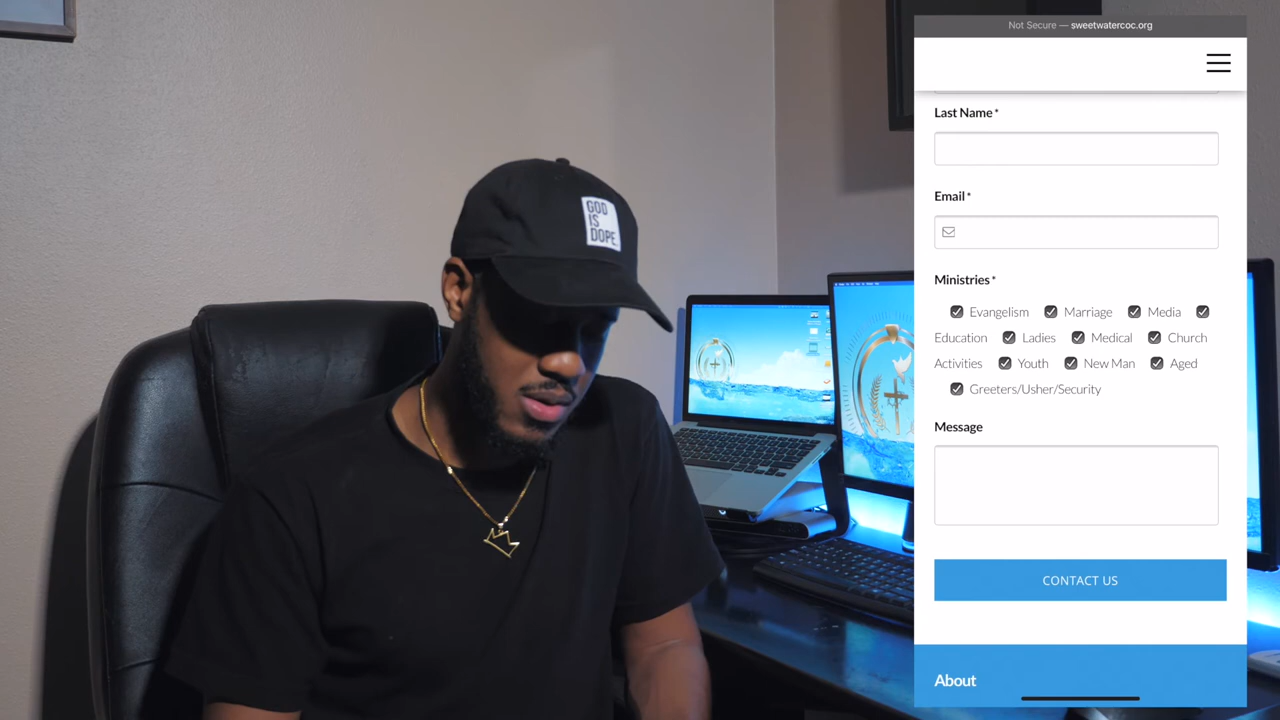 GOD
IS
DOPE.
Not Secure — sweetwatercoc.org
Last Name *
Email *
Ministries *
Evangelism Marriage Media
Education Ladies Medical Church
Activities Youth New Man Aged
Greeters/Usher/Security
Message
CONTACT US
About